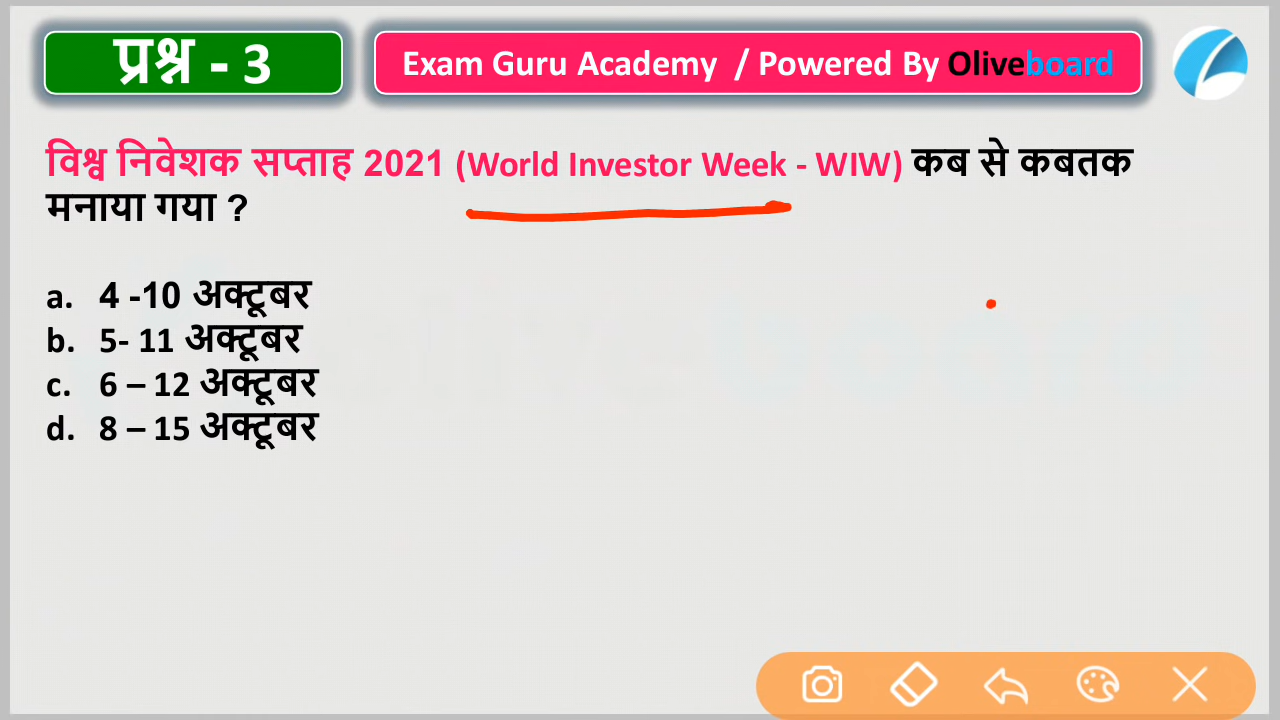 प्रश्न - 3
Exam Guru Academy / Powered By Oliveboard
विश्व निवेशक सप्ताह 2021 (World Investor Week - WIW) कब से कबतक
मनाया गया ?
a. 4 -10 अक्टूबर
b. 5- 11 अक्टूबर
c. 6 – 12 अक्टूबर
d. 8 – 15 अक्टूबर